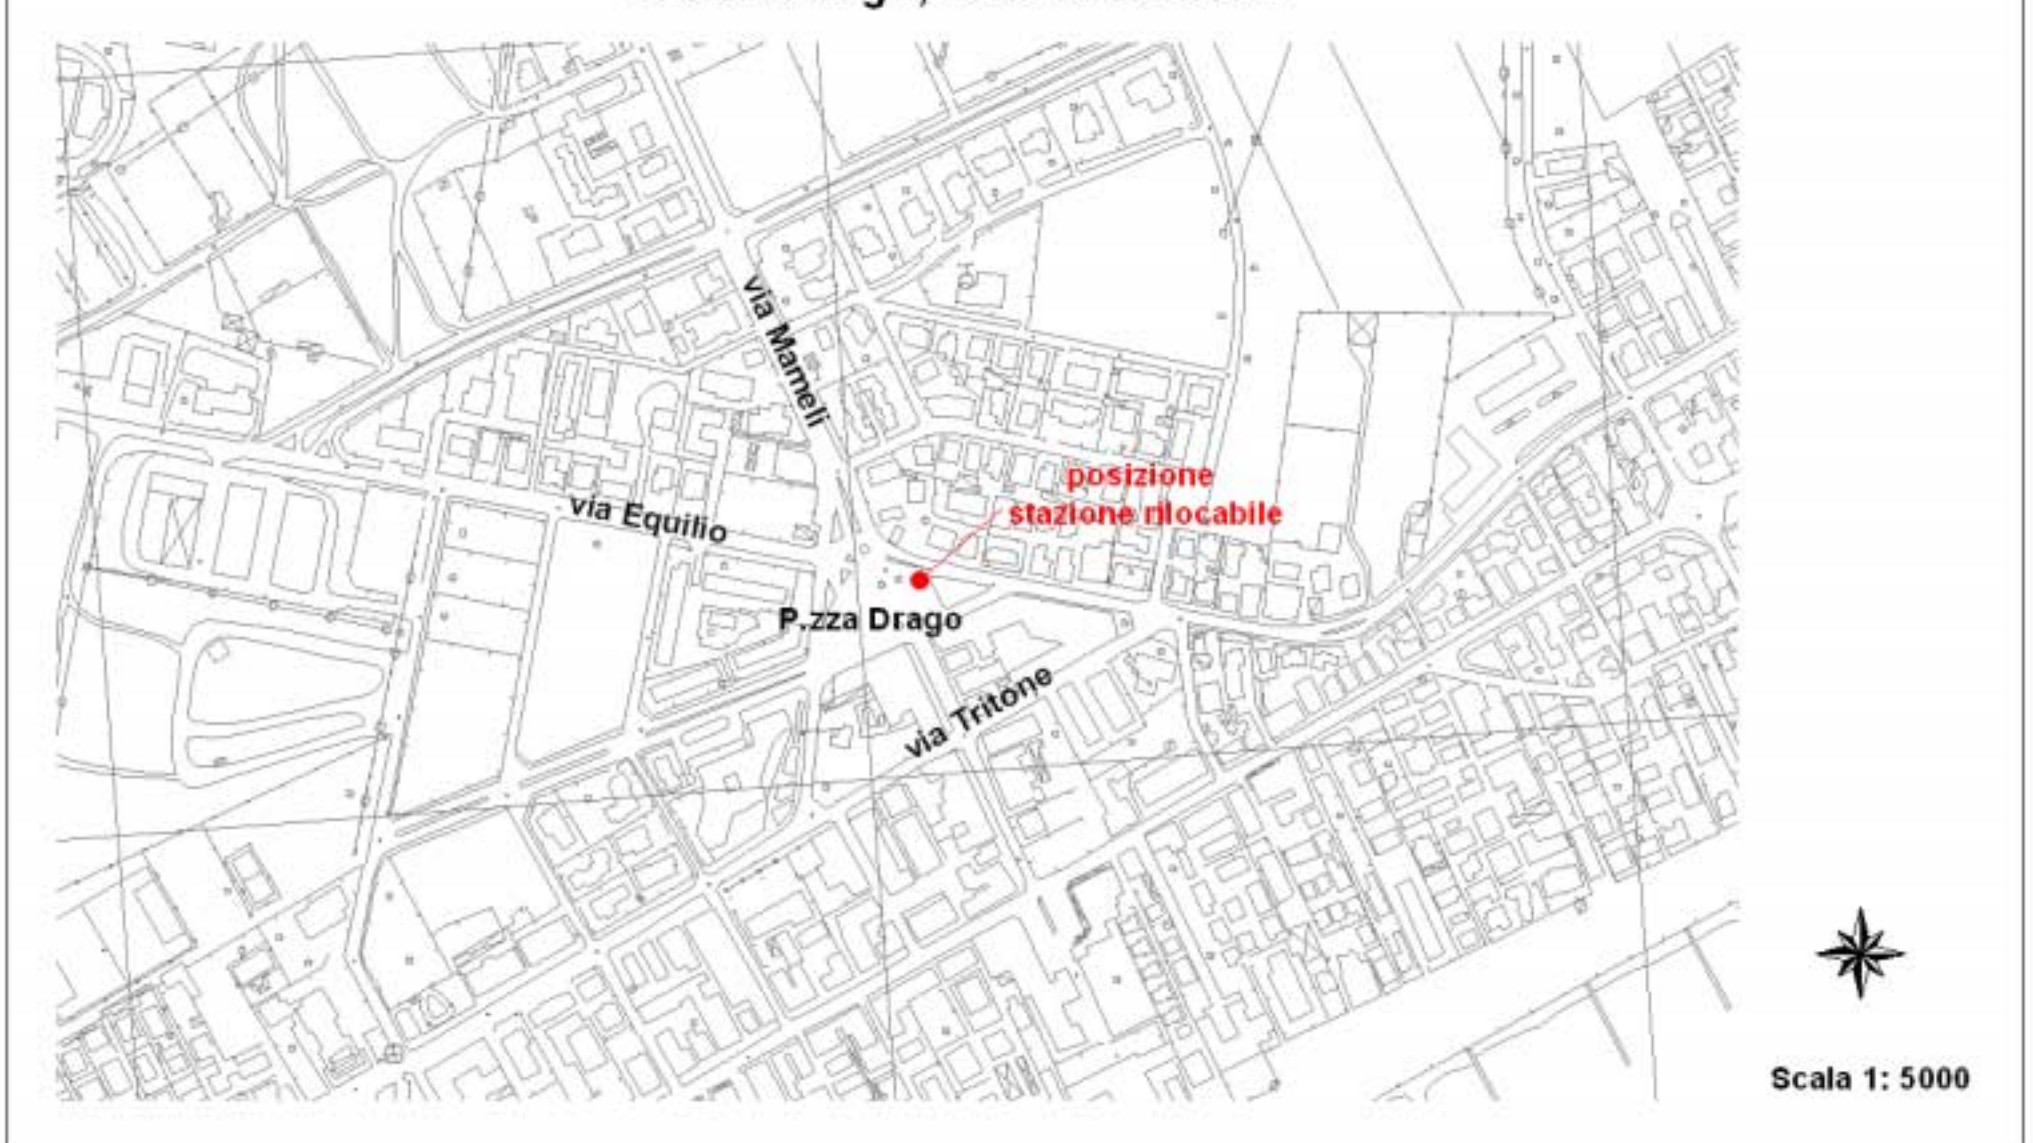 via Mameli
posizione
stazione rilocabile
via Equilio
P.zza Drago
via Tritone
Scala 1: 5000